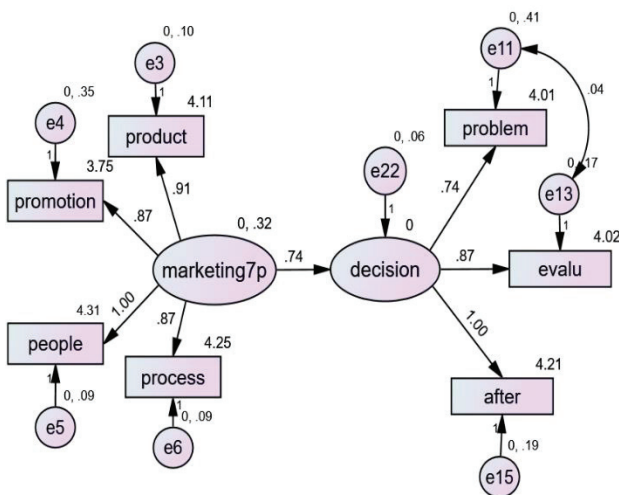 0, .41
e11
0, .10
e3
1
1
.04
4.11
4.01
0, .35
e4
product
problem
0, .06
1
3.75
e22
0, .17
e13
promotion
.91
.74
1
.87
0, .32
1
0
4.02
marketing7p
.74
decision
.87
evalu
4.31
1.00
.87
4.25
1.00
people
process
4.21
1
0, .09
1
0, .09
after
e5
e6
1
0, .19
e15